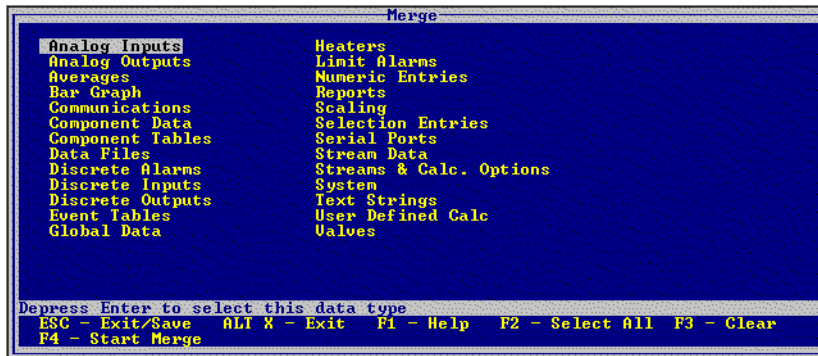 Merge
Analog Inputs Heaters
Analog Outputs Limit Alarms
Averages Numeric Entries
Bar Graph Reports
Communications Scaling
Component Data Selection Entries
Component Tables Serial Ports
Data Files Stream Data
Discrete Alarms Streams & Calc. Options
Discrete Inputs System
Discrete Outputs Text Strings
Event Tables User Defined Calc
Global Data Valves
Depress Enter to select this data type
ESC - Exit/Save ALT X - Exit F1 - Help F2 - Select All F3 - Clear
F4 - Start Merge